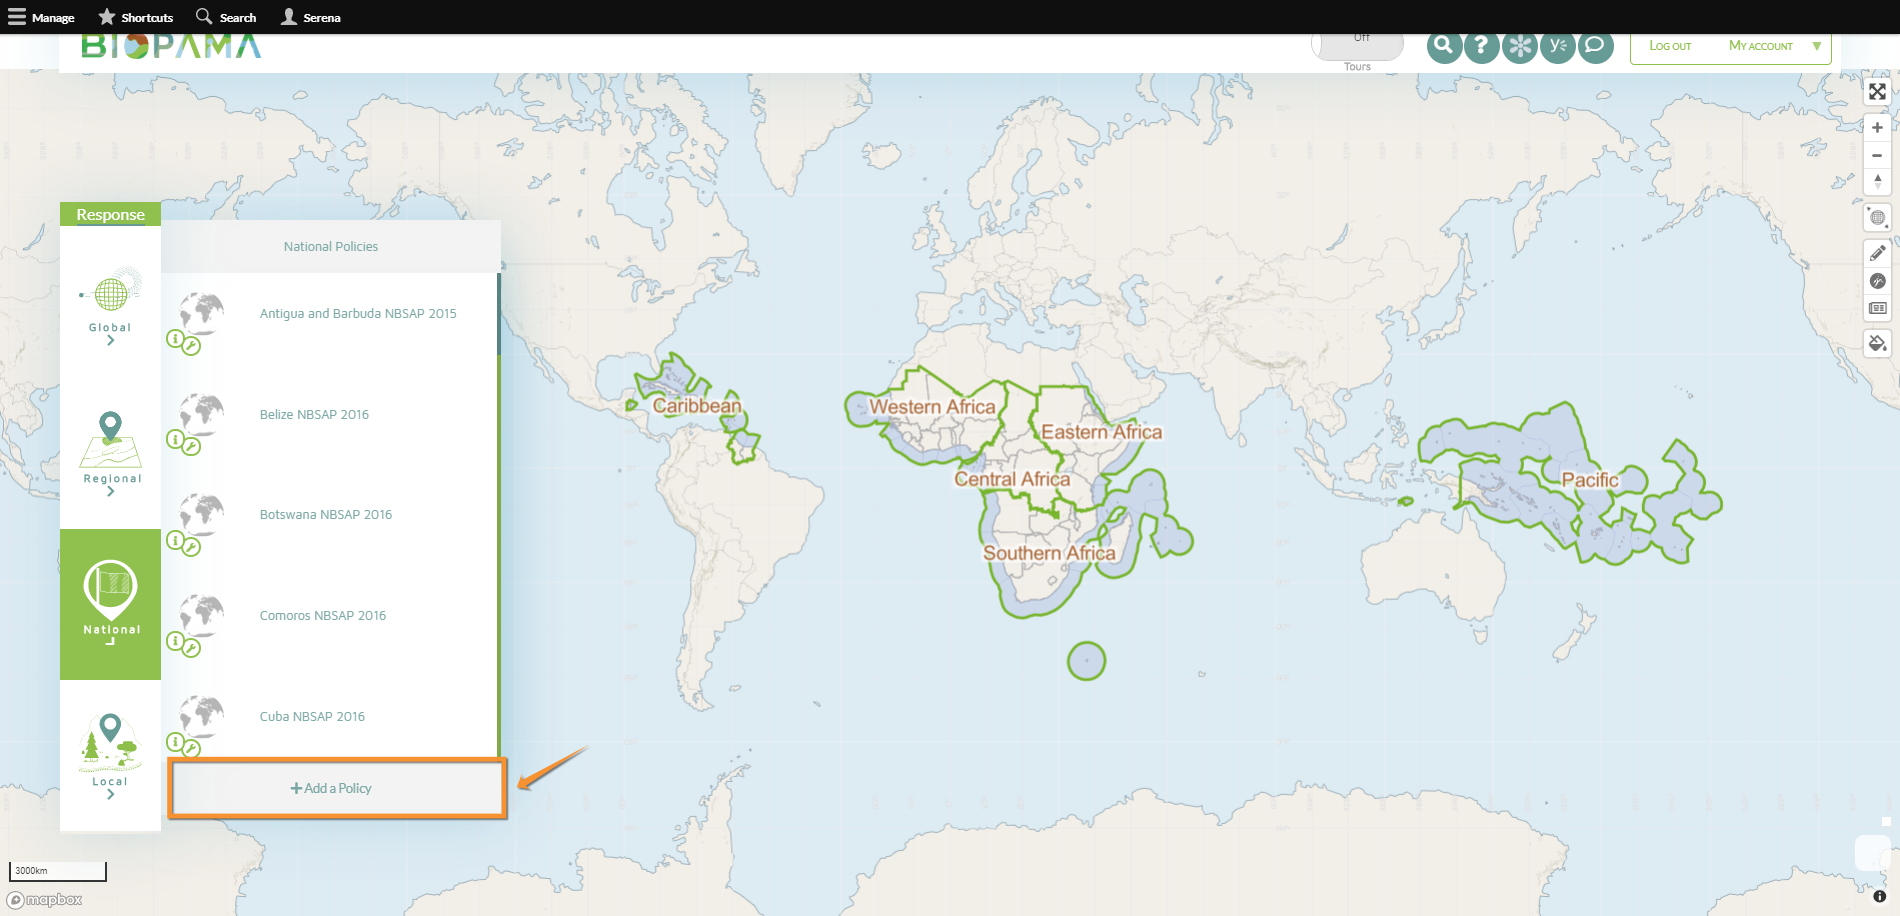 Manage
Shortcuts
Search
Serena
BIOPAMA
Off
Tours
?
LOG OUT
MY ACCOUNT
Response
National Policies
Global
Antigua and Barbuda NBSAP 2015
Belize NBSAP 2016
Regional
Botswana NBSAP 2016
National
Comoros NBSAP 2016
Local
Cuba NBSAP 2016
+Add a Policy
Caribbean
Western Africa
Eastern Africa
Central Africa
Southern Africa
Pacific
3000km
mapbox